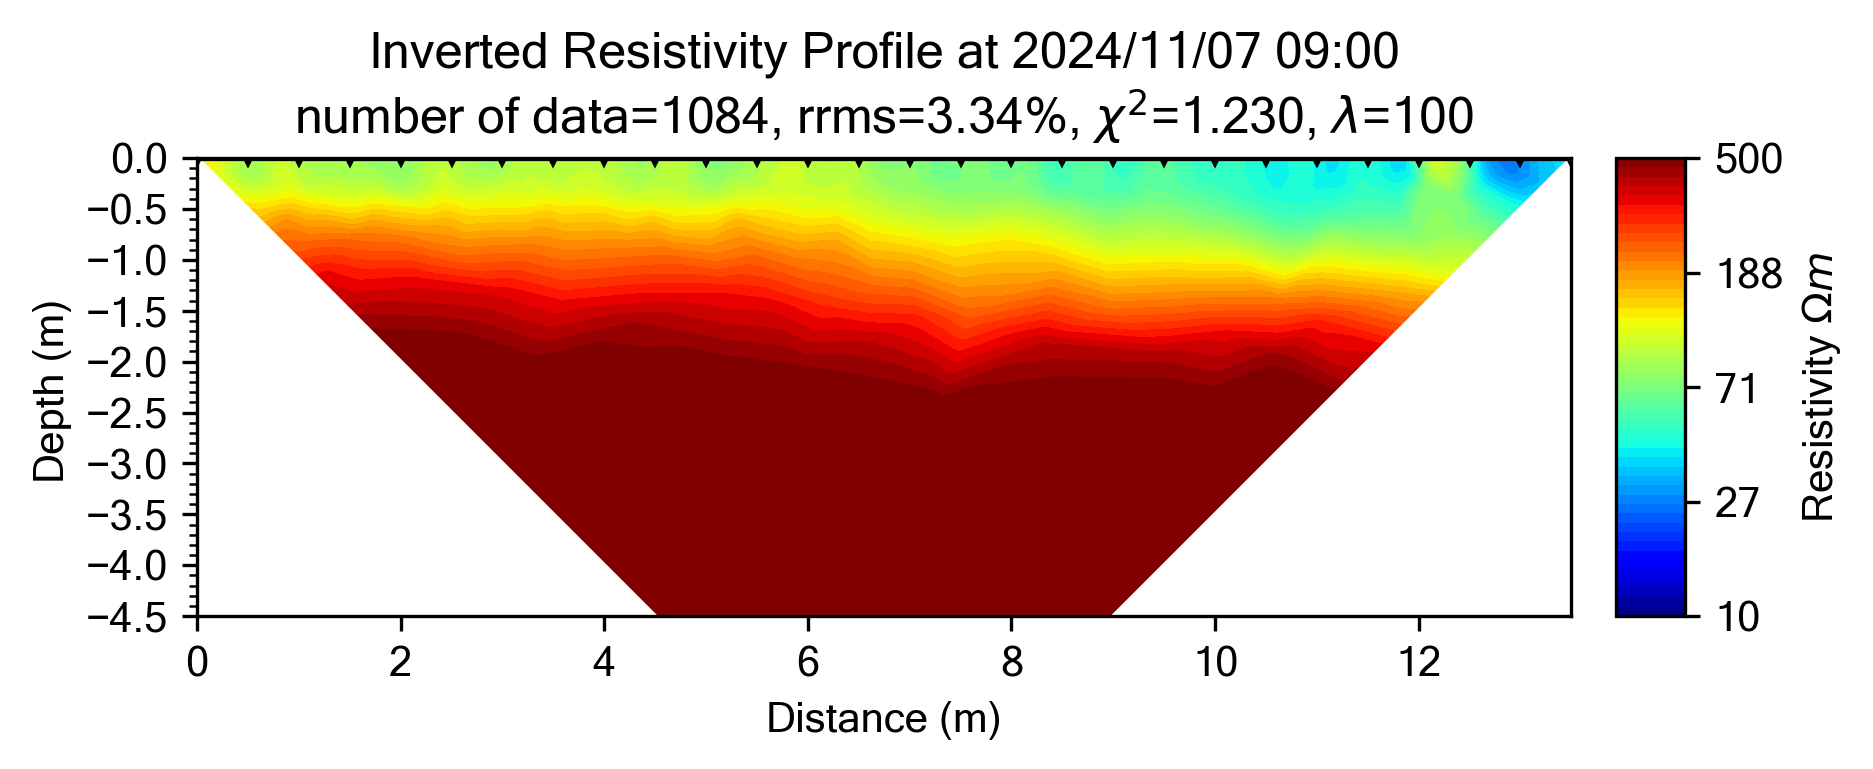 Inverted Resistivity Profile at 2024/11/07 09:00
number of data=1084, rrms=3.34%, χ²=1.230, λ=100
0.0
−0.5
−1.0
−1.5
−2.0
−2.5
−3.0
−3.5
−4.0
−4.5
Depth (m)
0 2 4 6 8 10 12
Distance (m)
500
188
71
27
10
Resistivity Ωm